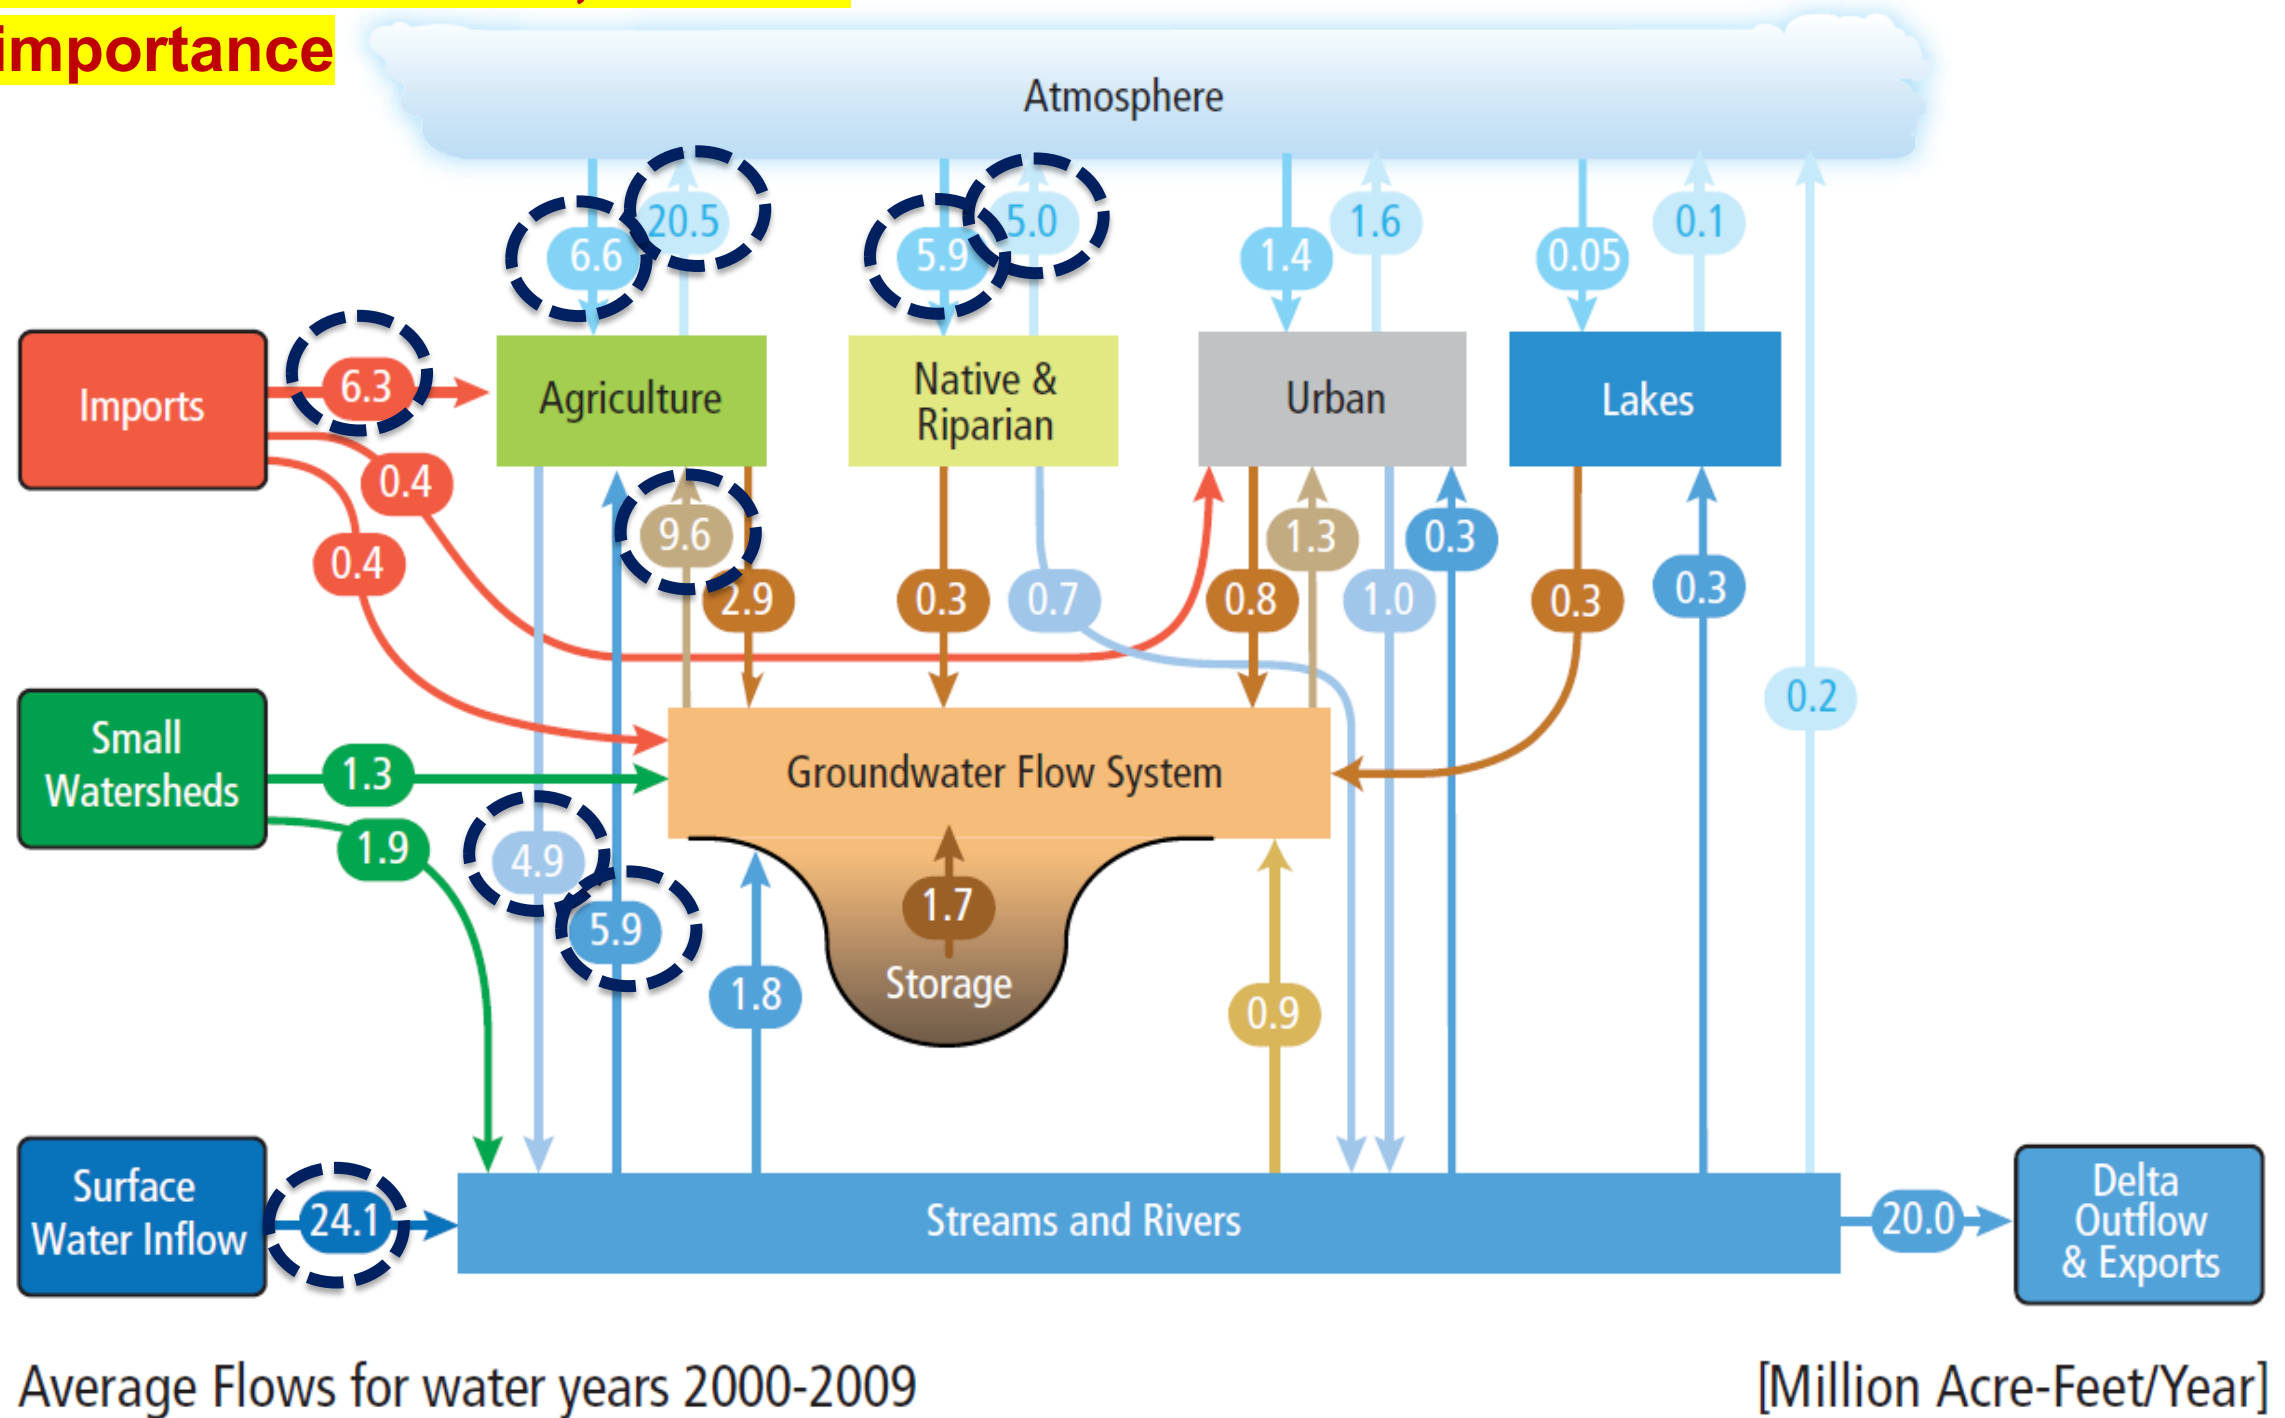 importance
Atmosphere
20.5
5.0
1.6
0.1
6.6
5.9
1.4
0.05
Imports
6.3
Agriculture
Native &
Riparian
Urban
Lakes
0.4
0.4
9.6
2.9
0.3
0.7
0.8
1.3
1.0
0.3
0.3
0.3
0.2
Small
Watersheds
1.3
1.9
Groundwater Flow System
4.9
5.9
1.8
1.7
Storage
0.9
Surface
Water Inflow
24.1
Streams and Rivers
20.0
Delta
Outflow
& Exports
Average Flows for water years 2000-2009
[Million Acre-Feet/Year]